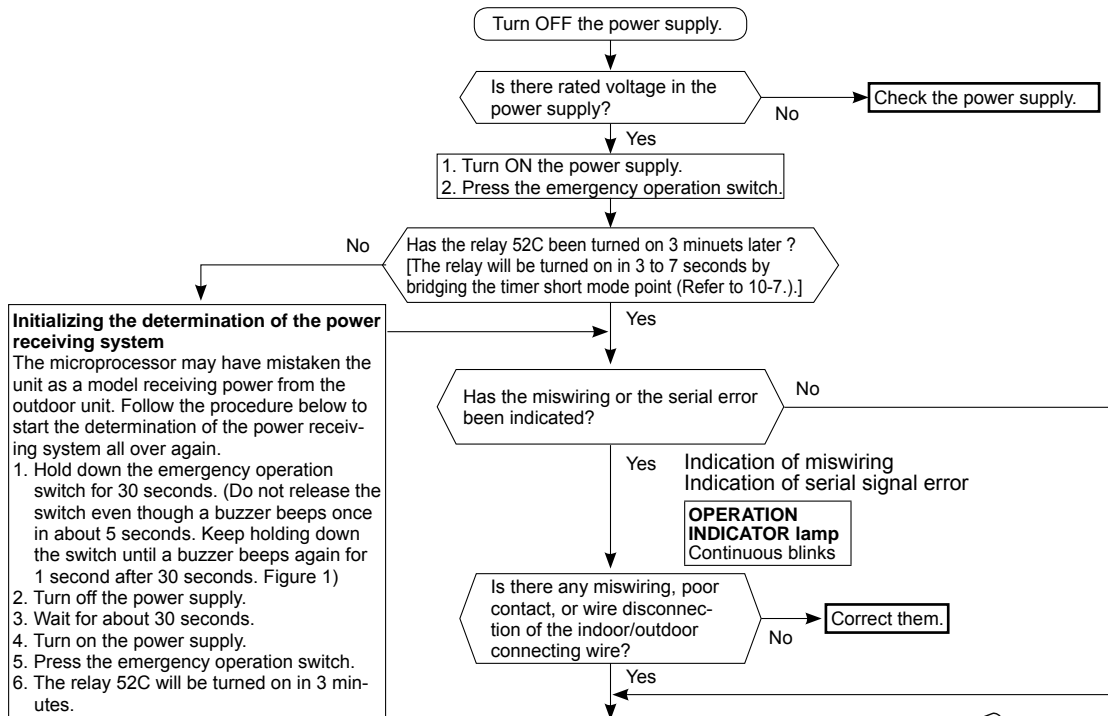 Turn OFF the power supply.
Is there rated voltage in the
power supply?
No
Check the power supply.
Yes
1. Turn ON the power supply.
2. Press the emergency operation switch.
No
Has the relay 52C been turned on 3 minuets later ?
[The relay will be turned on in 3 to 7 seconds by
bridging the timer short mode point (Refer to 10-7.).]
Yes
Initializing the determination of the power
receiving system
The microprocessor may have mistaken the
unit as a model receiving power from the
outdoor unit. Follow the procedure below to
start the determination of the power receiv-
ing system all over again.
1. Hold down the emergency operation
switch for 30 seconds. (Do not release the
switch even though a buzzer beeps once
in about 5 seconds. Keep holding down
the switch until a buzzer beeps again for
1 second after 30 seconds. Figure 1)
2. Turn off the power supply.
3. Wait for about 30 seconds.
4. Turn on the power supply.
5. Press the emergency operation switch.
6. The relay 52C will be turned on in 3 min-
utes.
Has the miswiring or the serial error
been indicated?
No
Yes
Indication of miswiring
Indication of serial signal error
OPERATION
INDICATOR lamp
Continuous blinks
Is there any miswiring, poor
contact, or wire disconnec-
tion of the indoor/outdoor
connecting wire?
No
Correct them.
Yes